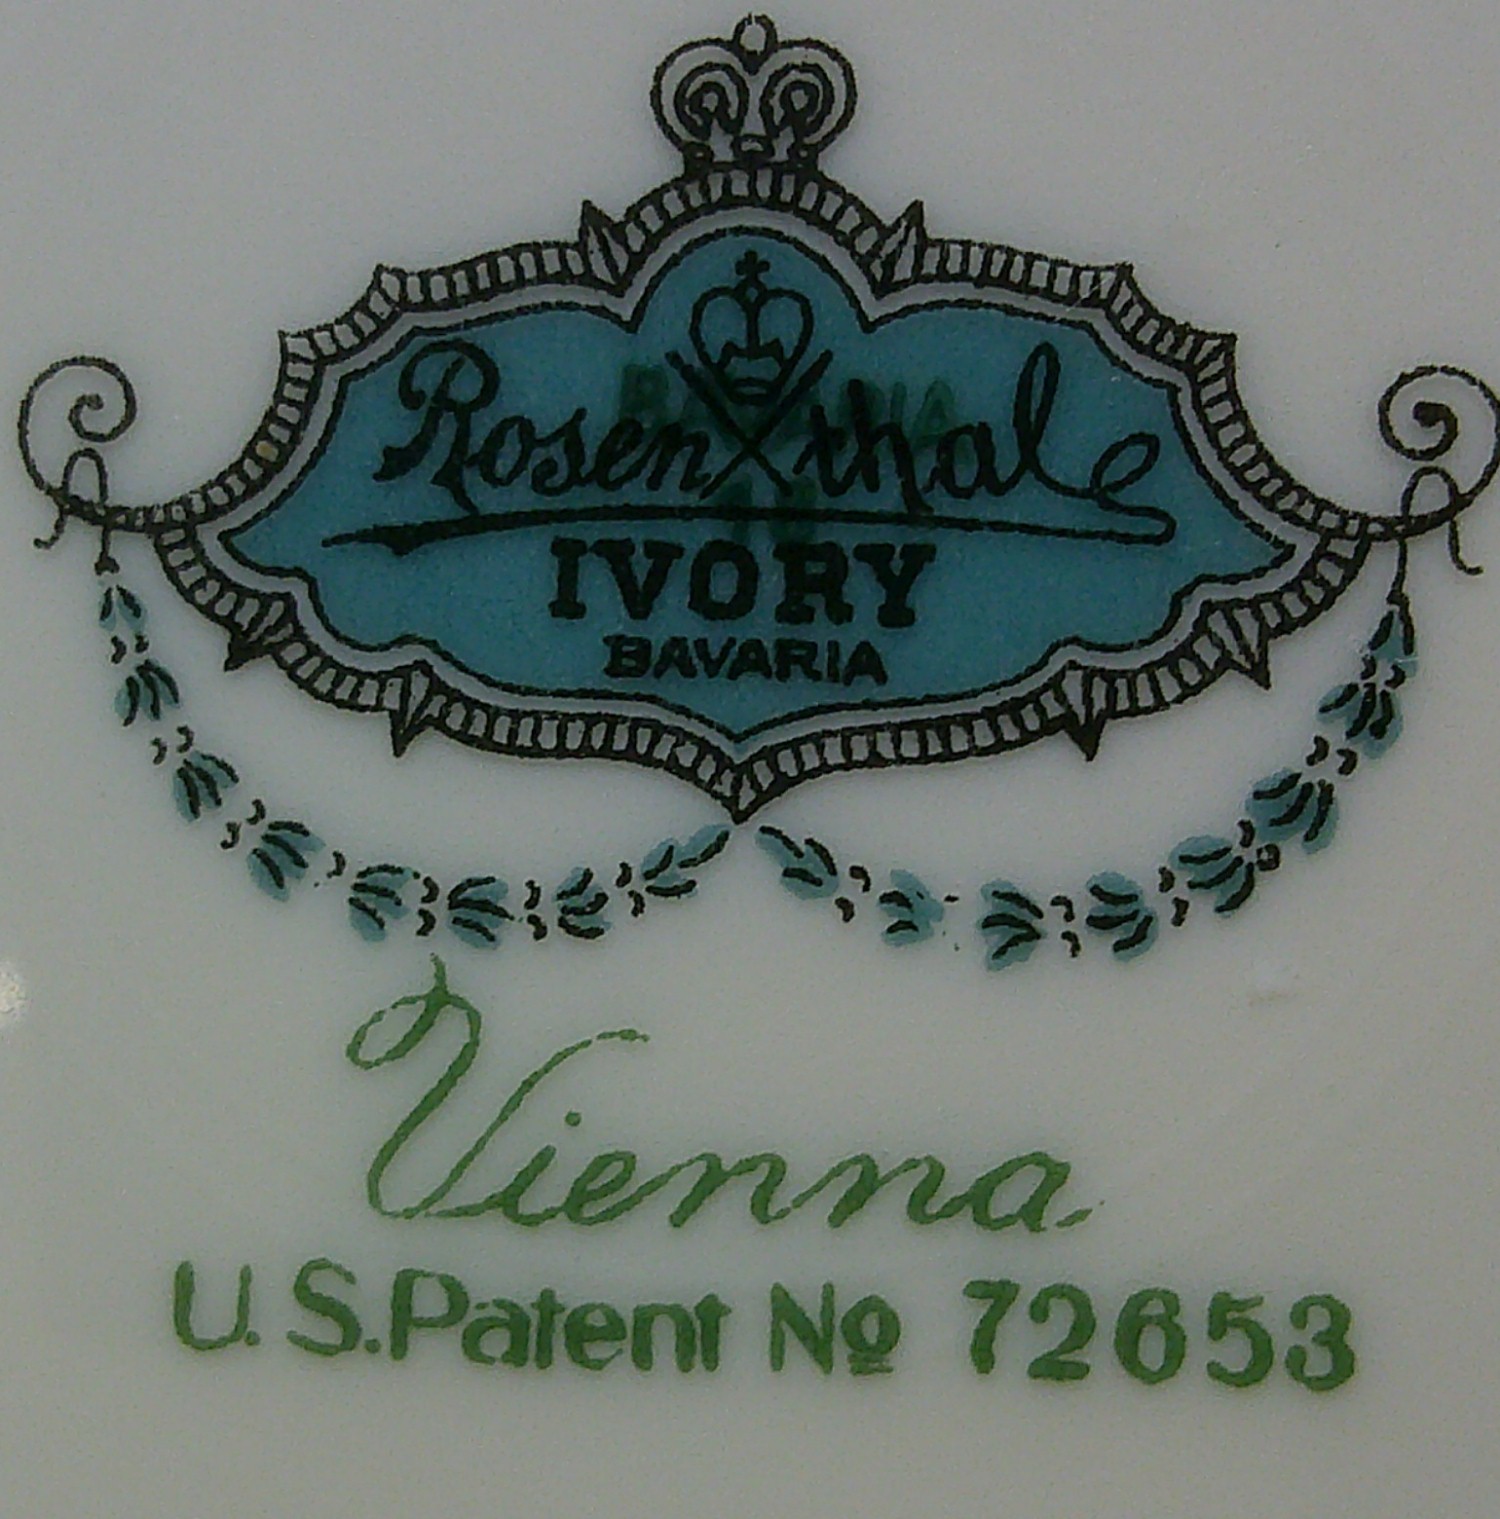 Rosenthal
IVORY
BAVARIA
Vienna
U.S. Patent No 72653